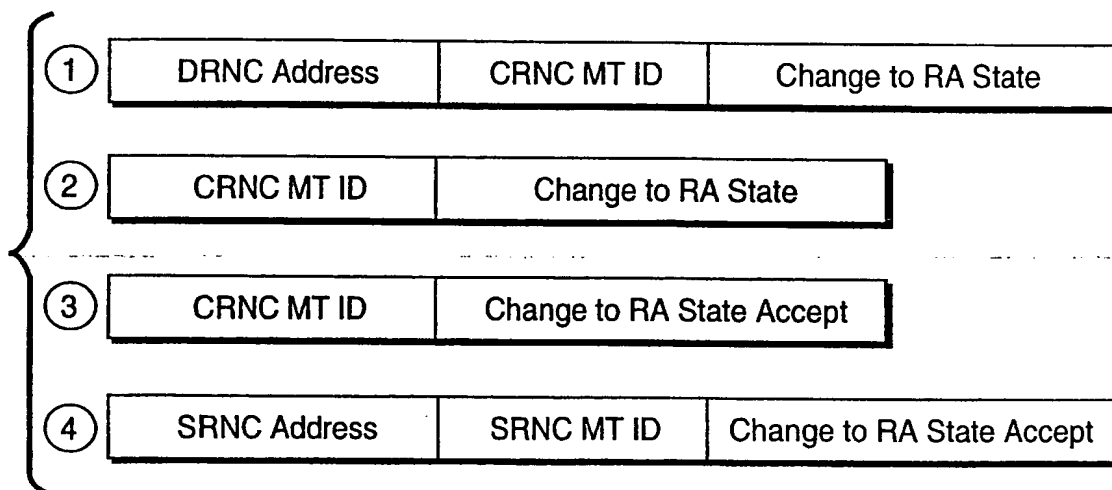 1 DRNC Address CRNC MT ID Change to RA State
2 CRNC MT ID Change to RA State
3 CRNC MT ID Change to RA State Accept
4 SRNC Address SRNC MT ID Change to RA State Accept